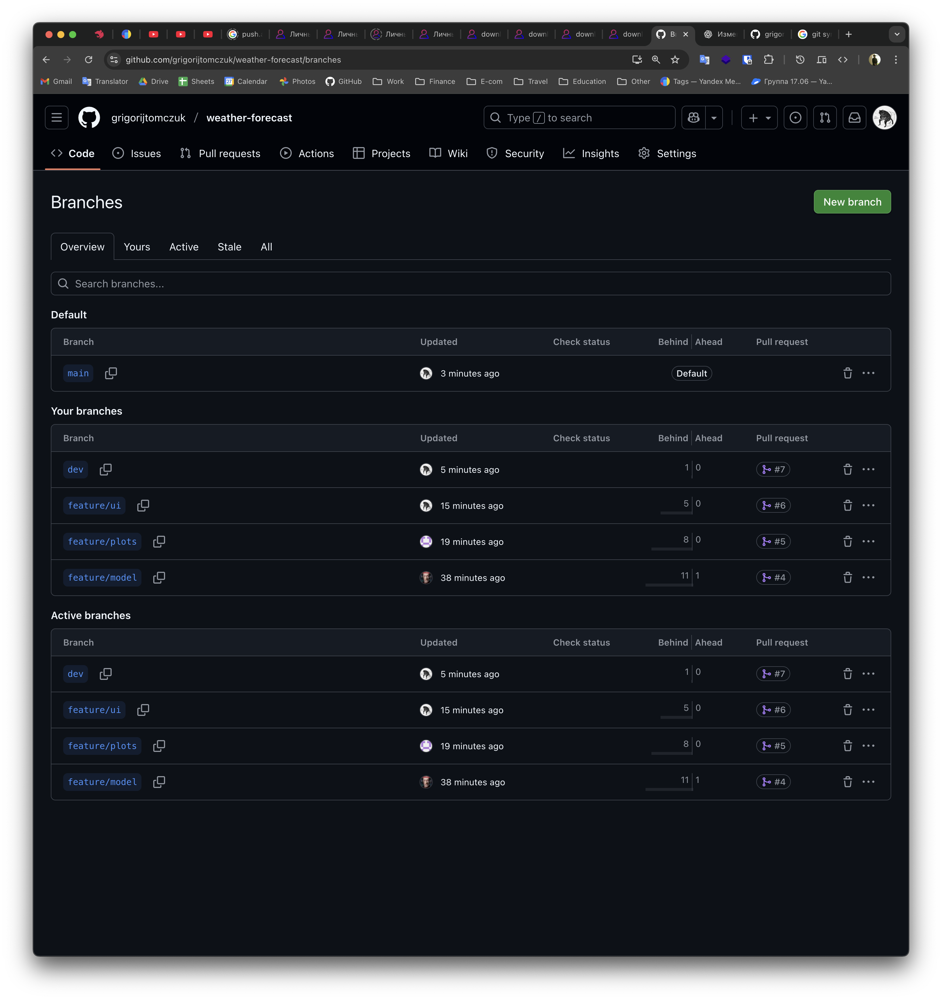 push.
Личн
Личн
Личн
Личн
down
down
down
down
B
Изме
grigor
git sy
github.com/grigorijtomczuk/weather-forecast/branches
Gmail Translator Drive Sheets 27 Calendar Photos GitHub Work Finance E-com Travel Education Other Tags — Yandex Me... Группа 17.06 — Ya...
grigorijtomczuk / weather-forecast Type / to search
Code Issues Pull requests Actions Projects Wiki Security Insights Settings
Branches New branch
Overview Yours Active Stale All
Search branches...
Default
Branch Updated Check status Behind Ahead Pull request
main 3 minutes ago Default
Your branches
Branch Updated Check status Behind Ahead Pull request
dev 5 minutes ago 1 0 #7
feature/ui 15 minutes ago 5 0 #6
feature/plots 19 minutes ago 8 0 #5
feature/model 38 minutes ago 11 1 #4
Active branches
Branch Updated Check status Behind Ahead Pull request
dev 5 minutes ago 1 0 #7
feature/ui 15 minutes ago 5 0 #6
feature/plots 19 minutes ago 8 0 #5
feature/model 38 minutes ago 11 1 #4